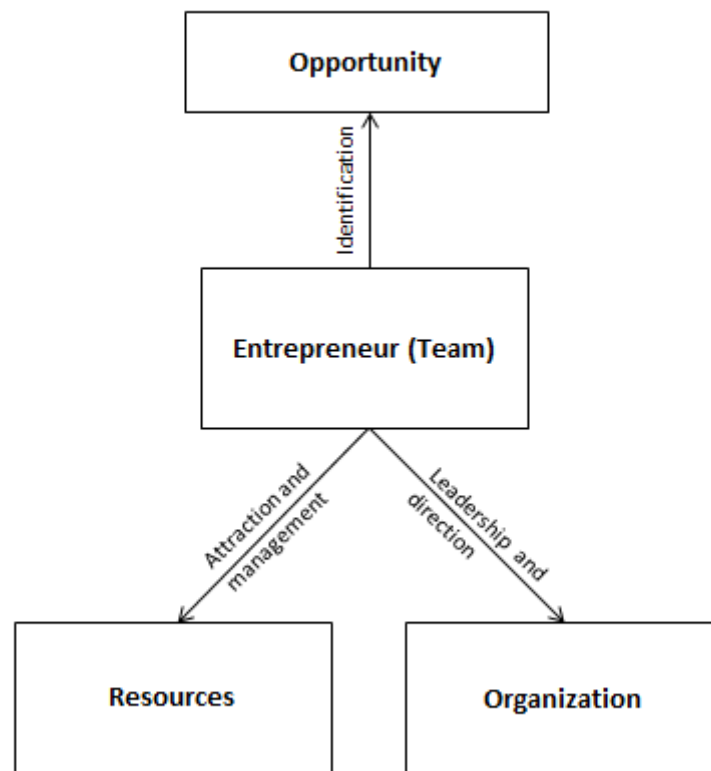 Opportunity
Identification
Entrepreneur (Team)
Attraction and
management
Leadership and
direction
Resources
Organization